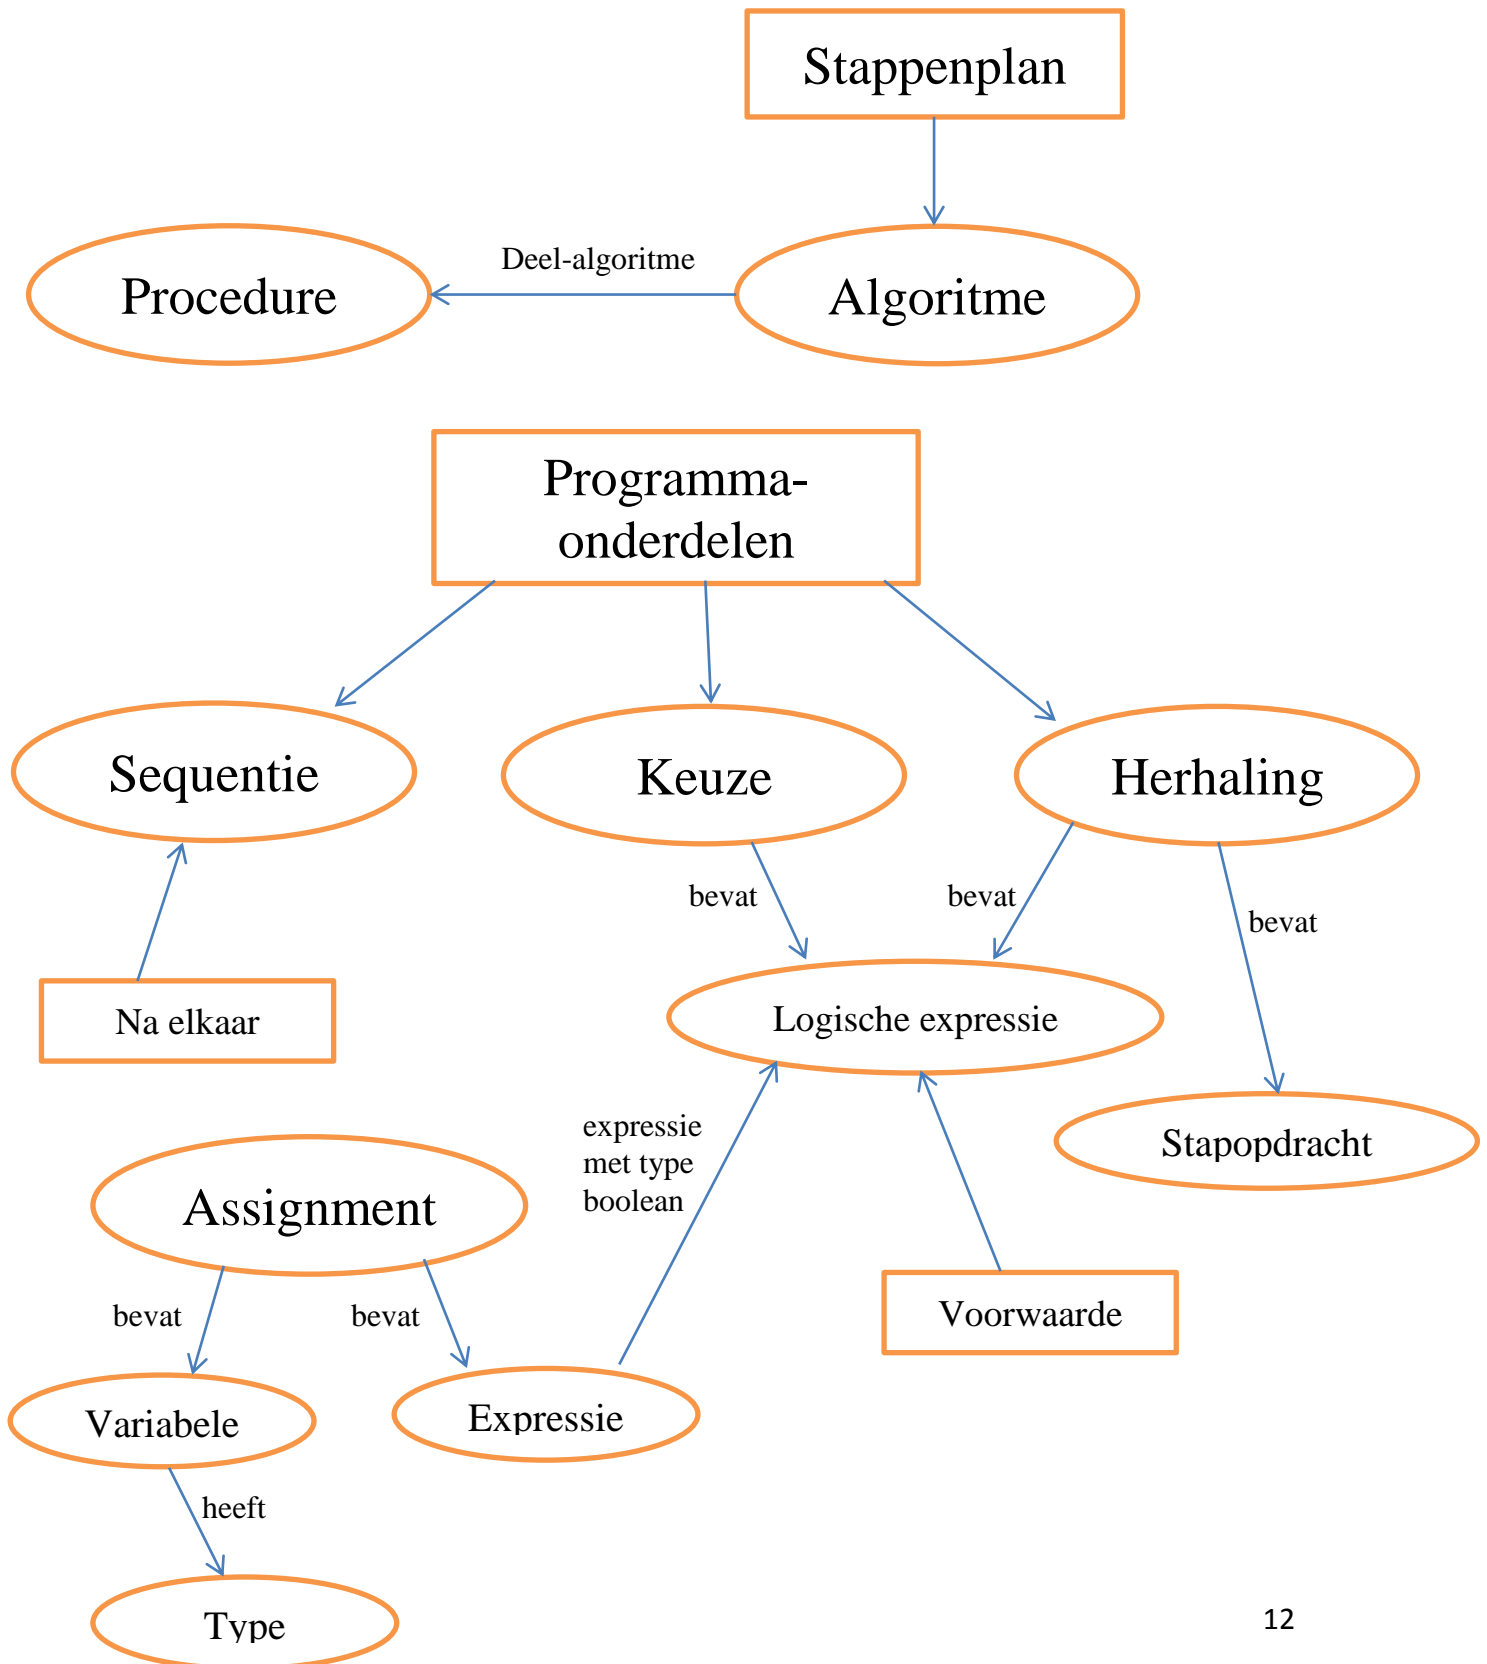 Stappenplan
Deel-algoritme
Procedure
Algoritme
Programma-
onderdelen
Sequentie
Keuze
Herhaling
bevat
bevat
bevat
Na elkaar
Logische expressie
expressie
met type
boolean
Stapopdracht
Assignment
bevat
bevat
Voorwaarde
Variabele
Expressie
heeft
Type
12